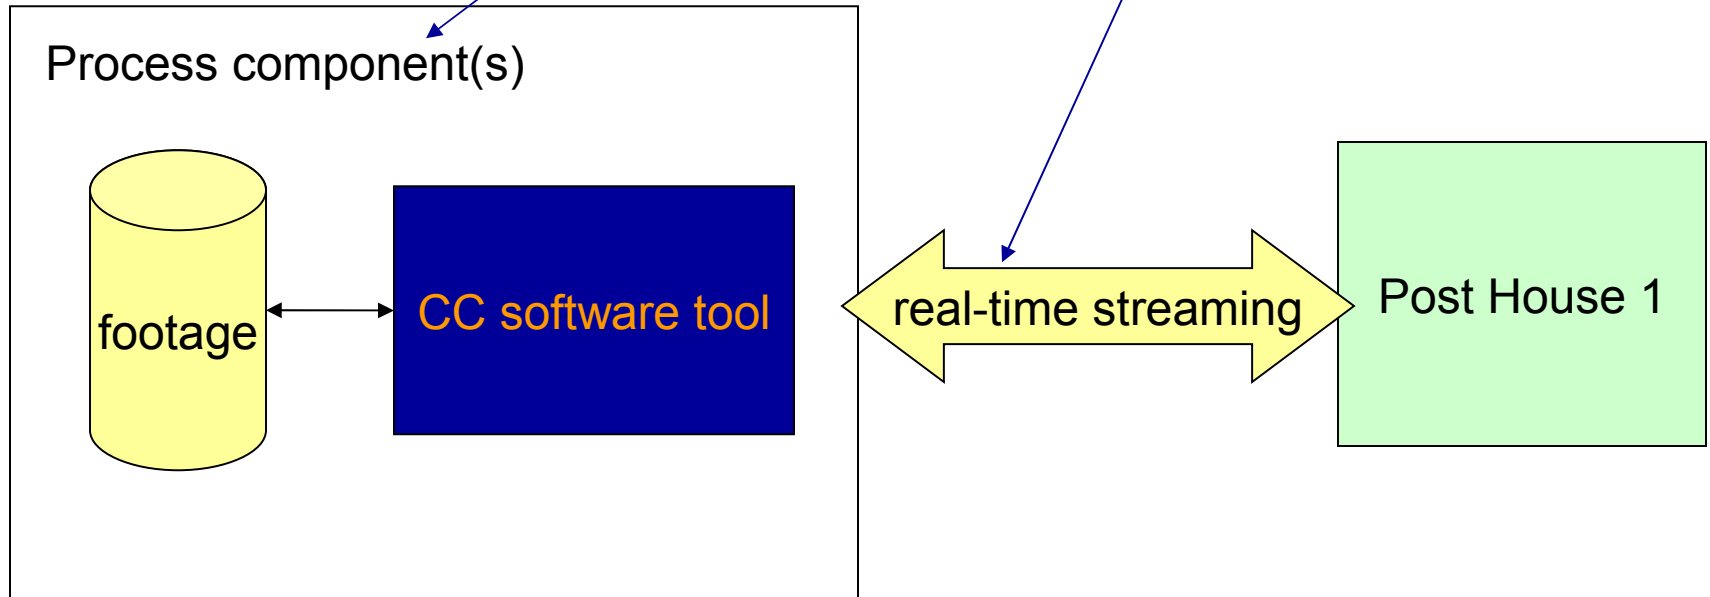 Process component(s)
footage
CC software tool
real-time streaming
Post House 1